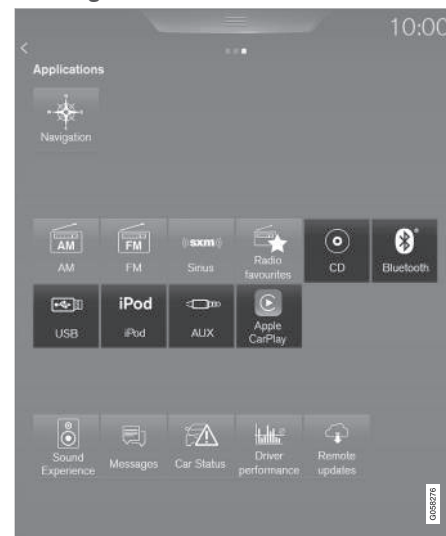 10:00
Applications
Navigation
AM FM sxm
AM FM Sirius Radio favourites CD Bluetooth
iPod
USB iPod AUX Apple CarPlay
Sound Experience Messages Car Status Driver performance Remote updates
G058276